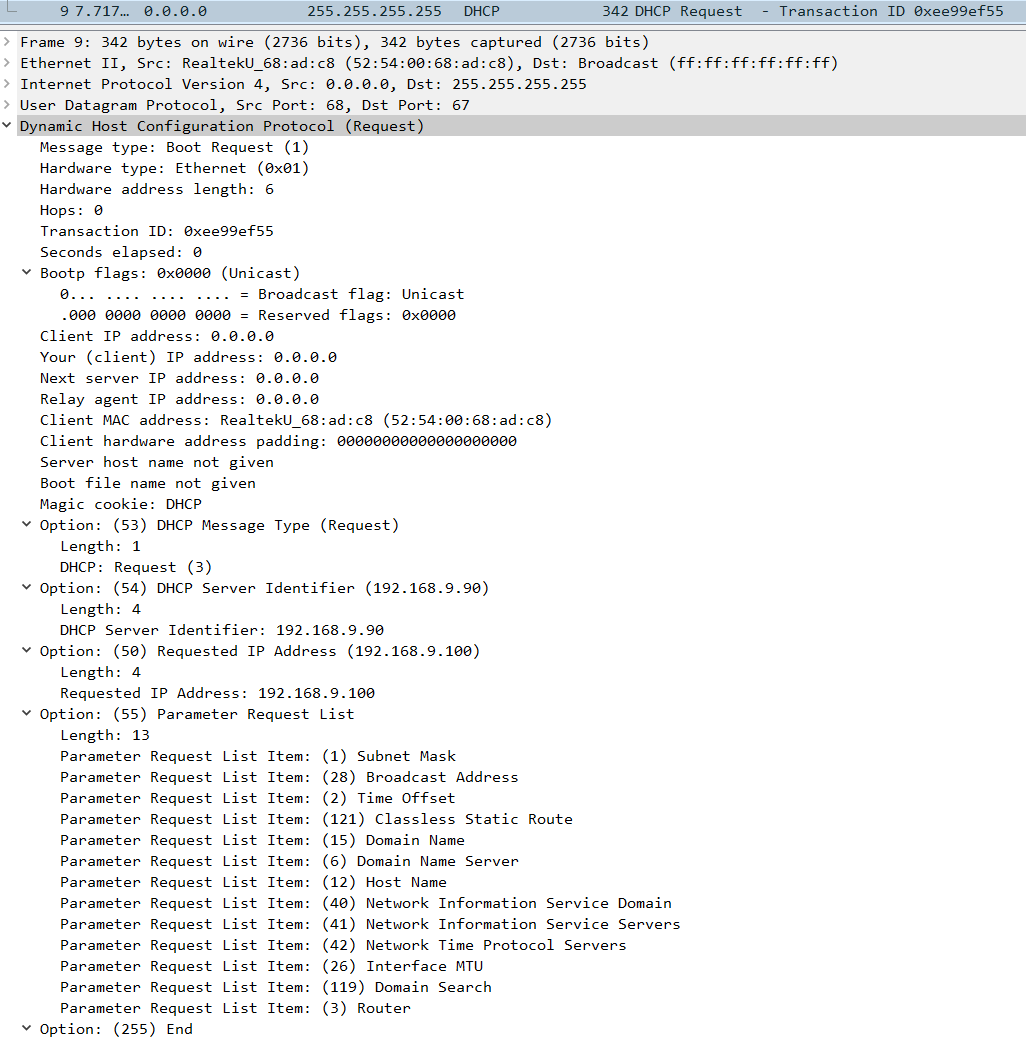 9 7.717… 0.0.0.0 255.255.255.255 DHCP 342 DHCP Request - Transaction ID 0xee99ef55
Frame 9: 342 bytes on wire (2736 bits), 342 bytes captured (2736 bits)
Ethernet II, Src: RealtekU_68:ad:c8 (52:54:00:68:ad:c8), Dst: Broadcast (ff:ff:ff:ff:ff:ff)
Internet Protocol Version 4, Src: 0.0.0.0, Dst: 255.255.255.255
User Datagram Protocol, Src Port: 68, Dst Port: 67
Dynamic Host Configuration Protocol (Request)
Message type: Boot Request (1)
Hardware type: Ethernet (0x01)
Hardware address length: 6
Hops: 0
Transaction ID: 0xee99ef55
Seconds elapsed: 0
Bootp flags: 0x0000 (Unicast)
0... .... .... .... = Broadcast flag: Unicast
.000 0000 0000 0000 = Reserved flags: 0x0000
Client IP address: 0.0.0.0
Your (client) IP address: 0.0.0.0
Next server IP address: 0.0.0.0
Relay agent IP address: 0.0.0.0
Client MAC address: RealtekU_68:ad:c8 (52:54:00:68:ad:c8)
Client hardware address padding: 00000000000000000000
Server host name not given
Boot file name not given
Magic cookie: DHCP
Option: (53) DHCP Message Type (Request)
Length: 1
DHCP: Request (3)
Option: (54) DHCP Server Identifier (192.168.9.90)
Length: 4
DHCP Server Identifier: 192.168.9.90
Option: (50) Requested IP Address (192.168.9.100)
Length: 4
Requested IP Address: 192.168.9.100
Option: (55) Parameter Request List
Length: 13
Parameter Request List Item: (1) Subnet Mask
Parameter Request List Item: (28) Broadcast Address
Parameter Request List Item: (2) Time Offset
Parameter Request List Item: (121) Classless Static Route
Parameter Request List Item: (15) Domain Name
Parameter Request List Item: (6) Domain Name Server
Parameter Request List Item: (12) Host Name
Parameter Request List Item: (40) Network Information Service Domain
Parameter Request List Item: (41) Network Information Service Servers
Parameter Request List Item: (42) Network Time Protocol Servers
Parameter Request List Item: (26) Interface MTU
Parameter Request List Item: (119) Domain Search
Parameter Request List Item: (3) Router
Option: (255) End